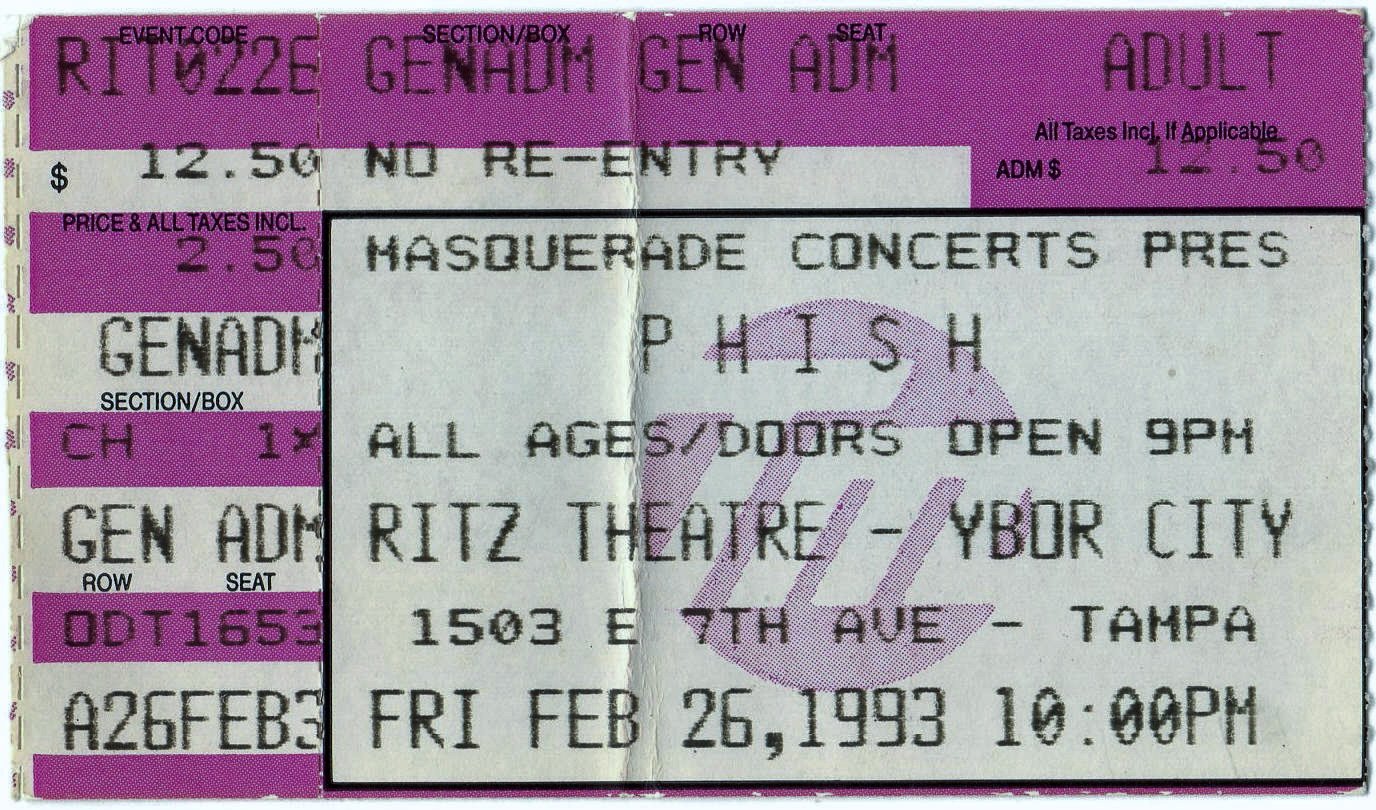 EVENT CODE SECTION/BOX ROW SEAT
RIT022E GENADM GEN ADM ADULT
All Taxes Incl. If Applicable
$ 12.50 NO RE-ENTRY ADM $ 12.50
PRICE & ALL TAXES INCL.
2.50
GENADM
SECTION/BOX
CH 1X
GEN ADM
ROW SEAT
ODT1653
A26FEB3
MASQUERADE CONCERTS PRES
P H I S H
ALL AGES/DOORS OPEN 9PM
RITZ THEATRE - YBOR CITY
1503 E 7TH AVE - TAMPA
FRI FEB 26,1993 10:00PM